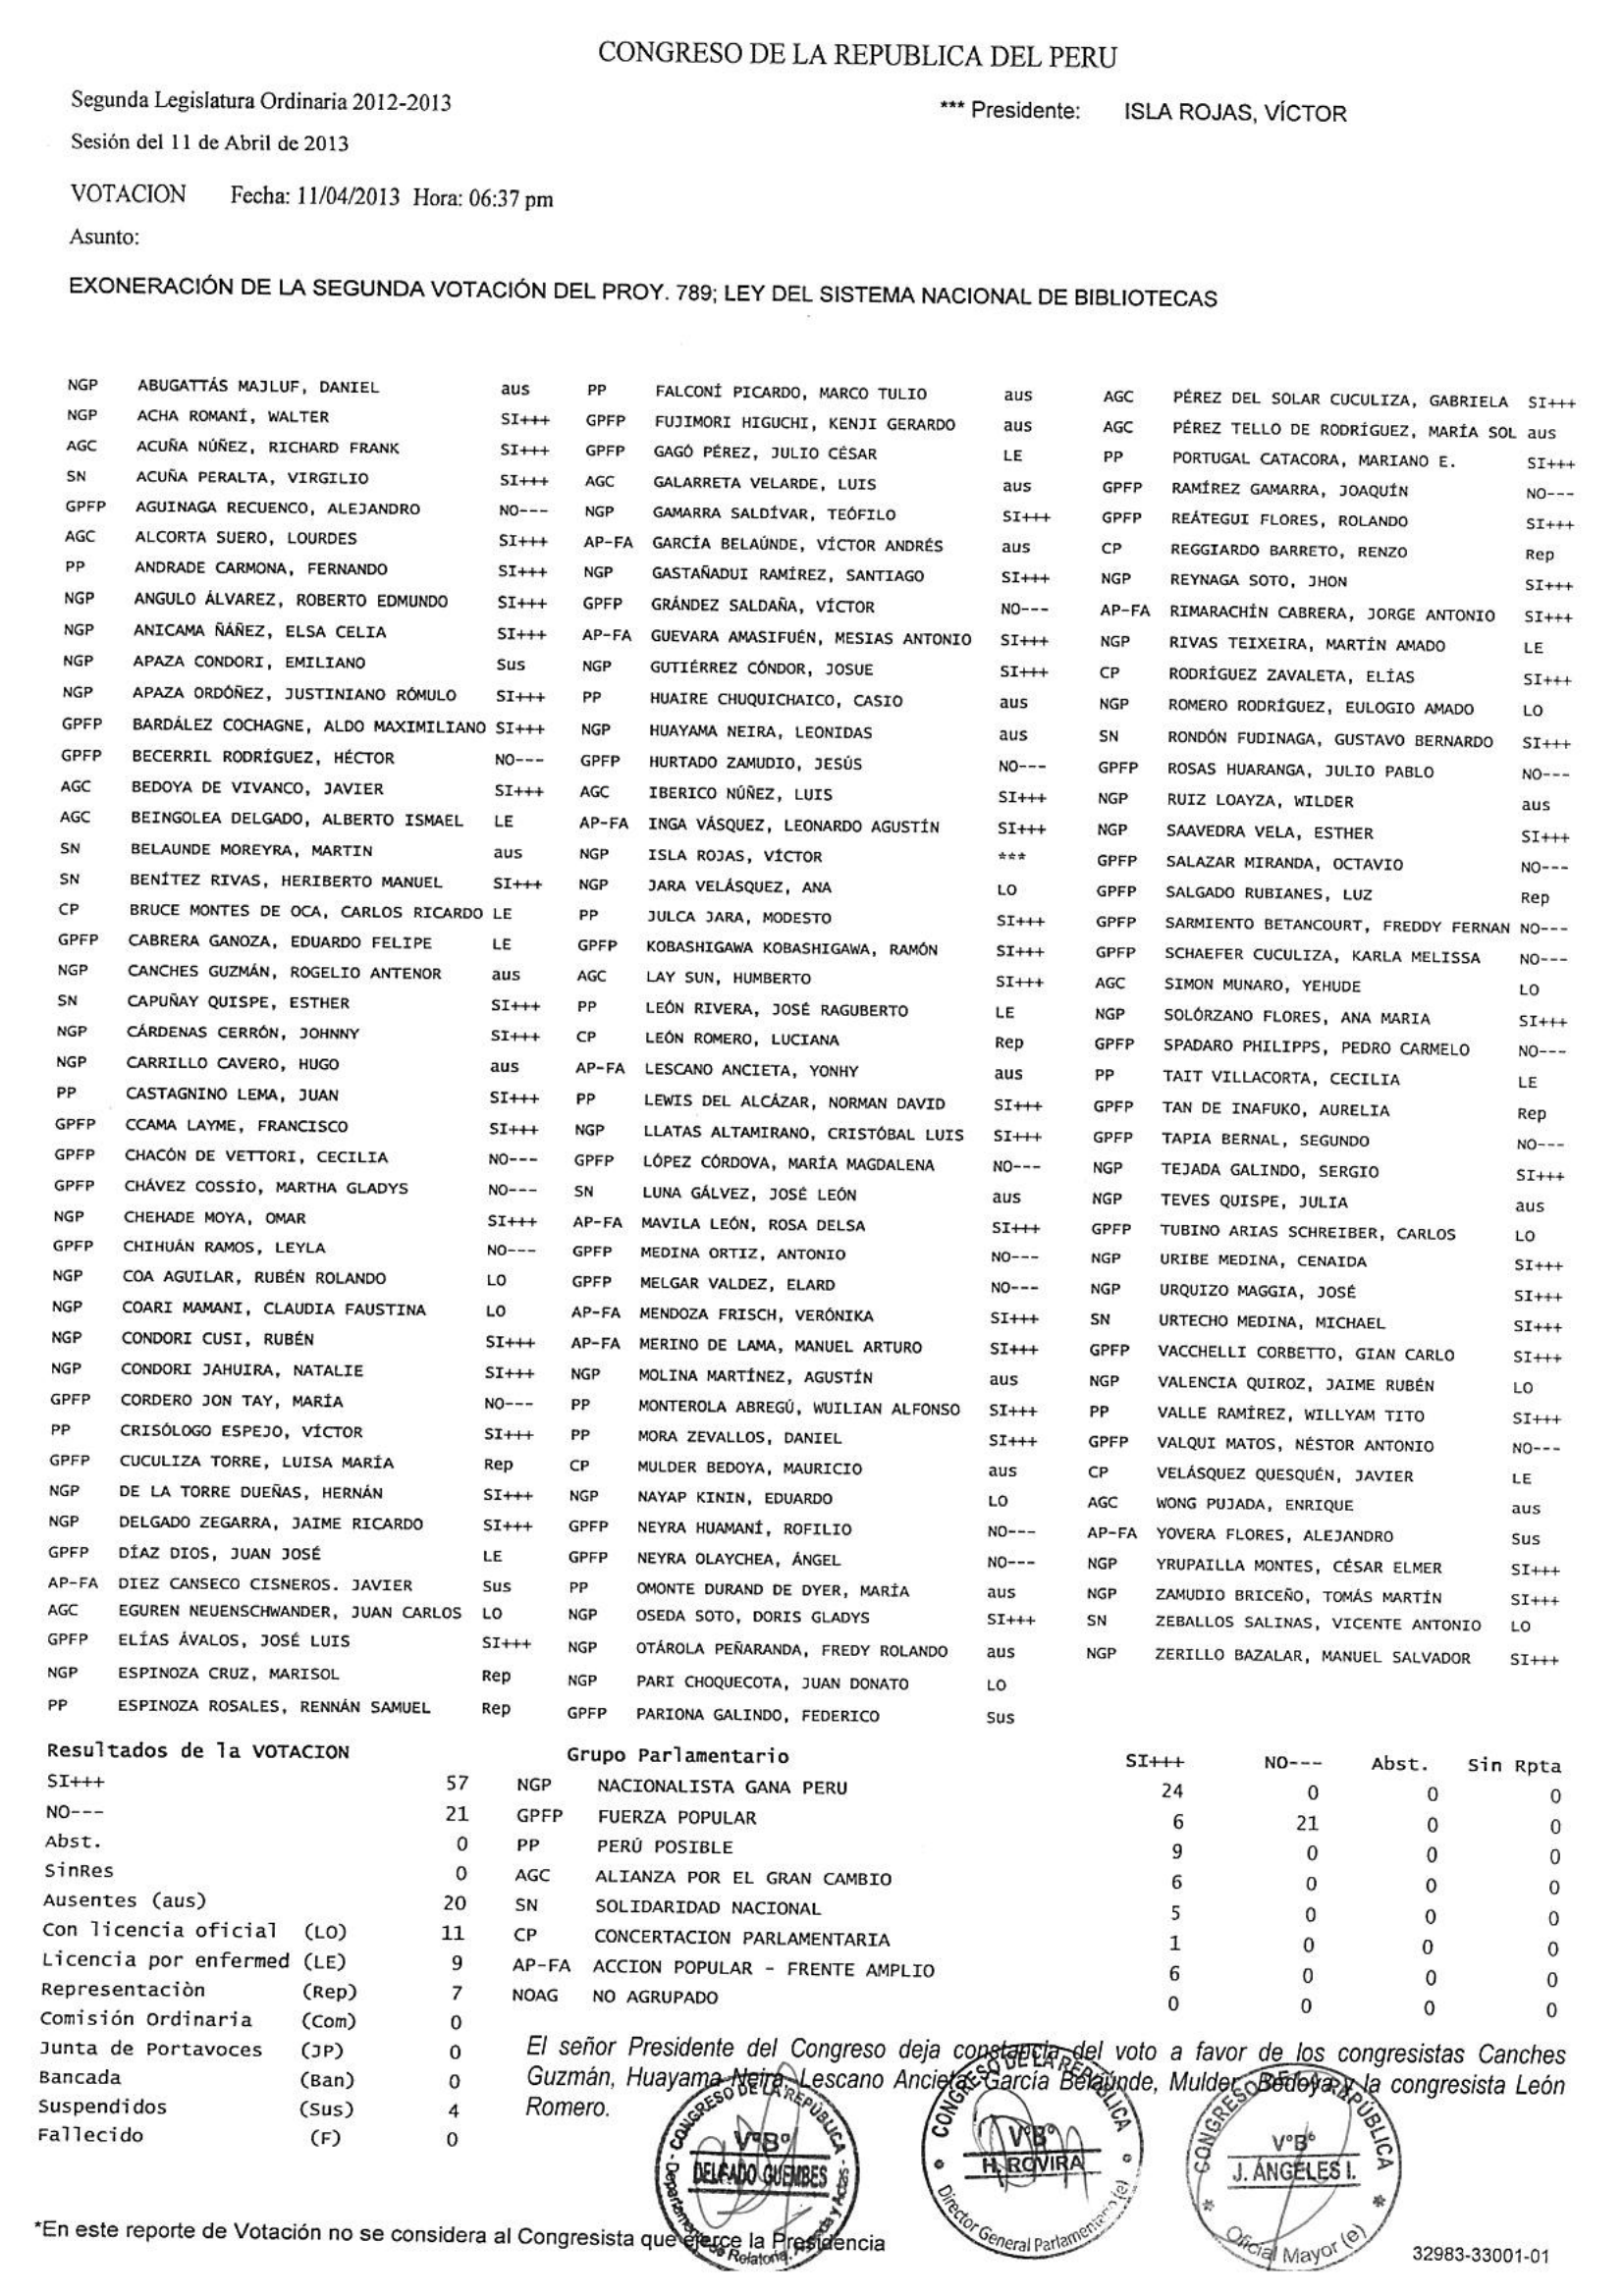 CONGRESO DE LA REPUBLICA DEL PERU
Segunda Legislatura Ordinaria 2012-2013 *** Presidente: ISLA ROJAS, VÍCTOR
Sesión del 11 de Abril de 2013
VOTACION Fecha: 11/04/2013 Hora: 06:37 pm
Asunto:
EXONERACIÓN DE LA SEGUNDA VOTACIÓN DEL PROY. 789; LEY DEL SISTEMA NACIONAL DE BIBLIOTECAS
NGP ABUGATTÁS MAJLUF, DANIEL aus
NGP ACHA ROMANÍ, WALTER SI+++
AGC ACUÑA NÚÑEZ, RICHARD FRANK SI+++
SN ACUÑA PERALTA, VIRGILIO SI+++
GPFP AGUINAGA RECUENCO, ALEJANDRO NO---
AGC ALCORTA SUERO, LOURDES SI+++
PP ANDRADE CARMONA, FERNANDO SI+++
NGP ANGULO ÁLVAREZ, ROBERTO EDMUNDO SI+++
NGP ANICAMA ÑÁÑEZ, ELSA CELIA SI+++
NGP APAZA CONDORI, EMILIANO Sus
NGP APAZA ORDÓÑEZ, JUSTINIANO RÓMULO SI+++
GPFP BARDÁLEZ COCHAGNE, ALDO MAXIMILIANO SI+++
GPFP BECERRIL RODRÍGUEZ, HÉCTOR NO---
AGC BEDOYA DE VIVANCO, JAVIER SI+++
AGC BEINGOLEA DELGADO, ALBERTO ISMAEL LE
SN BELAUNDE MOREYRA, MARTIN aus
SN BENÍTEZ RIVAS, HERIBERTO MANUEL SI+++
CP BRUCE MONTES DE OCA, CARLOS RICARDO LE
GPFP CABRERA GANOZA, EDUARDO FELIPE LE
NGP CANCHES GUZMÁN, ROGELIO ANTENOR aus
SN CAPUÑAY QUISPE, ESTHER SI+++
NGP CÁRDENAS CERRÓN, JOHNNY SI+++
NGP CARRILLO CAVERO, HUGO aus
PP CASTAGNINO LEMA, JUAN SI+++
GPFP CCAMA LAYME, FRANCISCO SI+++
GPFP CHACÓN DE VETTORI, CECILIA NO---
GPFP CHÁVEZ COSSÍO, MARTHA GLADYS NO---
NGP CHEHADE MOYA, OMAR SI+++
GPFP CHIHUÁN RAMOS, LEYLA NO---
NGP COA AGUILAR, RUBÉN ROLANDO LO
NGP COARI MAMANI, CLAUDIA FAUSTINA LO
NGP CONDORI CUSI, RUBÉN SI+++
NGP CONDORI JAHUIRA, NATALIE SI+++
GPFP CORDERO JON TAY, MARÍA NO---
PP CRISÓLOGO ESPEJO, VÍCTOR SI+++
GPFP CUCULIZA TORRE, LUISA MARÍA Rep
NGP DE LA TORRE DUEÑAS, HERNÁN SI+++
NGP DELGADO ZEGARRA, JAIME RICARDO SI+++
GPFP DÍAZ DIOS, JUAN JOSÉ LE
AP-FA DIEZ CANSECO CISNEROS. JAVIER Sus
AGC EGUREN NEUENSCHWANDER, JUAN CARLOS LO
GPFP ELÍAS ÁVALOS, JOSÉ LUIS SI+++
NGP ESPINOZA CRUZ, MARISOL Rep
PP ESPINOZA ROSALES, RENNÁN SAMUEL Rep
PP FALCONÍ PICARDO, MARCO TULIO aus
GPFP FUJIMORI HIGUCHI, KENJI GERARDO aus
GPFP GAGÓ PÉREZ, JULIO CÉSAR LE
AGC GALARRETA VELARDE, LUIS aus
NGP GAMARRA SALDÍVAR, TEÓFILO SI+++
AP-FA GARCÍA BELAÚNDE, VÍCTOR ANDRÉS aus
NGP GASTAÑADUI RAMÍREZ, SANTIAGO SI+++
GPFP GRÁNDEZ SALDAÑA, VÍCTOR NO---
AP-FA GUEVARA AMASIFUÉN, MESIAS ANTONIO SI+++
NGP GUTIÉRREZ CÓNDOR, JOSUE SI+++
PP HUAIRE CHUQUICHAICO, CASIO aus
NGP HUAYAMA NEIRA, LEONIDAS aus
GPFP HURTADO ZAMUDIO, JESÚS NO---
AGC IBERICO NÚÑEZ, LUIS SI+++
AP-FA INGA VÁSQUEZ, LEONARDO AGUSTÍN SI+++
NGP ISLA ROJAS, VÍCTOR ***
NGP JARA VELÁSQUEZ, ANA LO
PP JULCA JARA, MODESTO SI+++
GPFP KOBASHIGAWA KOBASHIGAWA, RAMÓN SI+++
AGC LAY SUN, HUMBERTO SI+++
PP LEÓN RIVERA, JOSÉ RAGUBERTO LE
CP LEÓN ROMERO, LUCIANA Rep
AP-FA LESCANO ANCIETA, YONHY aus
PP LEWIS DEL ALCÁZAR, NORMAN DAVID SI+++
NGP LLATAS ALTAMIRANO, CRISTÓBAL LUIS SI+++
GPFP LÓPEZ CÓRDOVA, MARÍA MAGDALENA NO---
SN LUNA GÁLVEZ, JOSÉ LEÓN aus
AP-FA MAVILA LEÓN, ROSA DELSA SI+++
GPFP MEDINA ORTIZ, ANTONIO NO---
GPFP MELGAR VALDEZ, ELARD NO---
AP-FA MENDOZA FRISCH, VERÓNIKA SI+++
AP-FA MERINO DE LAMA, MANUEL ARTURO SI+++
NGP MOLINA MARTÍNEZ, AGUSTÍN aus
PP MONTEROLA ABREGÚ, WUILIAN ALFONSO SI+++
PP MORA ZEVALLOS, DANIEL SI+++
CP MULDER BEDOYA, MAURICIO aus
NGP NAYAP KININ, EDUARDO LO
GPFP NEYRA HUAMANÍ, ROFILIO NO---
GPFP NEYRA OLAYCHEA, ÁNGEL NO---
PP OMONTE DURAND DE DYER, MARÍA aus
NGP OSEDA SOTO, DORIS GLADYS SI+++
NGP OTÁROLA PEÑARANDA, FREDY ROLANDO aus
NGP PARI CHOQUECOTA, JUAN DONATO LO
GPFP PARIONA GALINDO, FEDERICO Sus
AGC PÉREZ DEL SOLAR CUCULIZA, GABRIELA SI+++
AGC PÉREZ TELLO DE RODRÍGUEZ, MARÍA SOL aus
PP PORTUGAL CATACORA, MARIANO E. SI+++
GPFP RAMÍREZ GAMARRA, JOAQUÍN NO---
GPFP REÁTEGUI FLORES, ROLANDO SI+++
CP REGGIARDO BARRETO, RENZO Rep
NGP REYNAGA SOTO, JHON SI+++
AP-FA RIMARACHÍN CABRERA, JORGE ANTONIO SI+++
NGP RIVAS TEIXEIRA, MARTÍN AMADO LE
CP RODRÍGUEZ ZAVALETA, ELÍAS SI+++
NGP ROMERO RODRÍGUEZ, EULOGIO AMADO LO
SN RONDÓN FUDINAGA, GUSTAVO BERNARDO SI+++
GPFP ROSAS HUARANGA, JULIO PABLO NO---
NGP RUIZ LOAYZA, WILDER aus
NGP SAAVEDRA VELA, ESTHER SI+++
GPFP SALAZAR MIRANDA, OCTAVIO NO---
GPFP SALGADO RUBIANES, LUZ Rep
GPFP SARMIENTO BETANCOURT, FREDDY FERNAN NO---
GPFP SCHAEFER CUCULIZA, KARLA MELISSA NO---
AGC SIMON MUNARO, YEHUDE LO
NGP SOLÓRZANO FLORES, ANA MARIA SI+++
GPFP SPADARO PHILIPPS, PEDRO CARMELO NO---
PP TAIT VILLACORTA, CECILIA LE
GPFP TAN DE INAFUKO, AURELIA Rep
GPFP TAPIA BERNAL, SEGUNDO NO---
NGP TEJADA GALINDO, SERGIO SI+++
NGP TEVES QUISPE, JULIA aus
GPFP TUBINO ARIAS SCHREIBER, CARLOS LO
NGP URIBE MEDINA, CENAIDA SI+++
NGP URQUIZO MAGGIA, JOSÉ SI+++
SN URTECHO MEDINA, MICHAEL SI+++
GPFP VACCHELLI CORBETTO, GIAN CARLO SI+++
NGP VALENCIA QUIROZ, JAIME RUBÉN LO
PP VALLE RAMÍREZ, WILLYAM TITO SI+++
GPFP VALQUI MATOS, NÉSTOR ANTONIO NO---
CP VELÁSQUEZ QUESQUÉN, JAVIER LE
AGC WONG PUJADA, ENRIQUE aus
AP-FA YOVERA FLORES, ALEJANDRO Sus
NGP YRUPAILLA MONTES, CÉSAR ELMER SI+++
NGP ZAMUDIO BRICEÑO, TOMÁS MARTÍN SI+++
SN ZEBALLOS SALINAS, VICENTE ANTONIO LO
NGP ZERILLO BAZALAR, MANUEL SALVADOR SI+++
Resultados de la VOTACION
SI+++ 57
NO--- 21
Abst. 0
SinRes 0
Ausentes (aus) 20
Con licencia oficial (LO) 11
Licencia por enfermed (LE) 9
Representaciòn (Rep) 7
Comisión Ordinaria (Com) 0
Junta de Portavoces (JP) 0
Bancada (Ban) 0
Suspendidos (Sus) 4
Fallecido (F) 0
Grupo Parlamentario SI+++ NO--- Abst. Sin Rpta
NGP NACIONALISTA GANA PERU 24 0 0 0
GPFP FUERZA POPULAR 6 21 0 0
PP PERÚ POSIBLE 9 0 0 0
AGC ALIANZA POR EL GRAN CAMBIO 6 0 0 0
SN SOLIDARIDAD NACIONAL 5 0 0 0
CP CONCERTACION PARLAMENTARIA 1 0 0 0
AP-FA ACCION POPULAR - FRENTE AMPLIO 6 0 0 0
NOAG NO AGRUPADO 0 0 0 0
El señor Presidente del Congreso deja constancia del voto a favor de los congresistas Canches
Guzmán, Huayama Neira, Lescano Ancieta, García Belaúnde, Mulder Bedoya y la congresista León
Romero.
CONGRESO DE LA REPÚBLICA
V°B°
DELGADO GUEMBES
Departamento de Relatoría, Agenda y Actas
CONGRESO DE LA REPÚBLICA
V°B°
H. ROVIRA
Director General Parlamentario (e)
CONGRESO DE LA REPÚBLICA
V°B°
J. ÁNGELES I.
Oficial Mayor (e)
*En este reporte de Votación no se considera al Congresista que ejerce la Presidencia
32983-33001-01